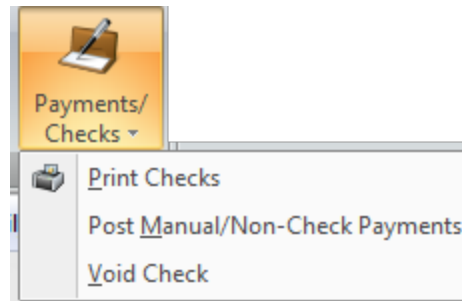 Payments/
Checks
Print Checks
Post Manual/Non-Check Payments
Void Check